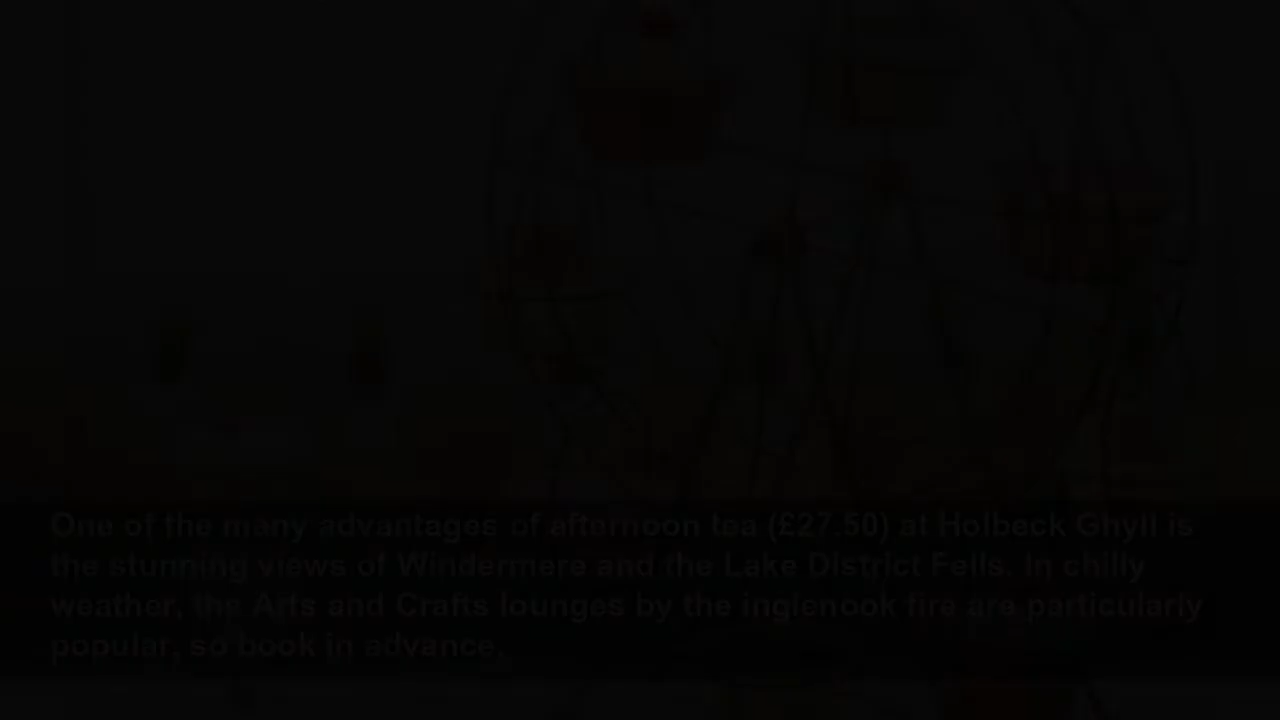 One of the many advantages of afternoon tea (£27.50) at Holbeck Ghyll is
the stunning views of Windermere and the Lake District Fells. In chilly
weather, the Arts and Crafts lounges by the inglenook fire are particularly
popular, so book in advance.